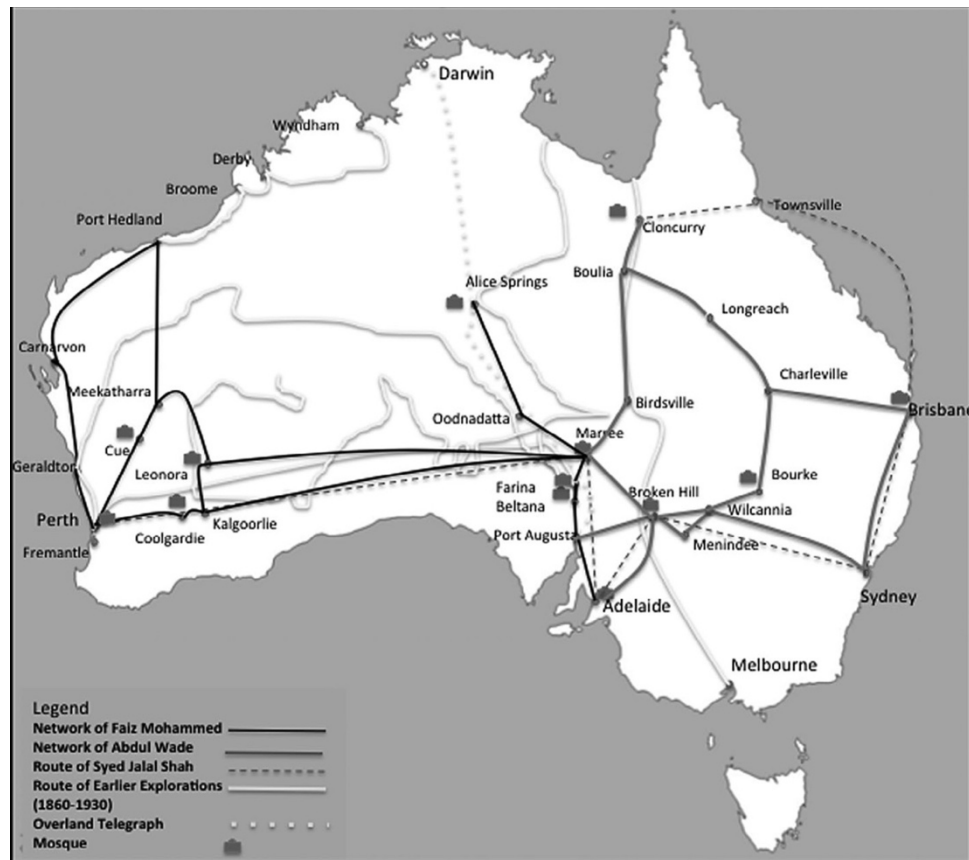 Darwin
Wyndham
Derby
Broome
Port Hedland
Townsville
Cloncurry
Boulia
Alice Springs
Longreach
Carnarvon
Meekatharra
Charleville
Birdsville
Brisbane
Oodnadatta
Cue
Marree
Geraldton
Leonora
Farina
Beltana
Bourke
Broken Hill
Wilcannia
Perth
Kalgoorlie
Coolgardie
Port Augusta
Menindee
Fremantle
Sydney
Adelaide
Melbourne
Legend
Network of Faiz Mohammed
Network of Abdul Wade
Route of Syed Jalal Shah
Route of Earlier Explorations
(1860-1930)
Overland Telegraph
Mosque